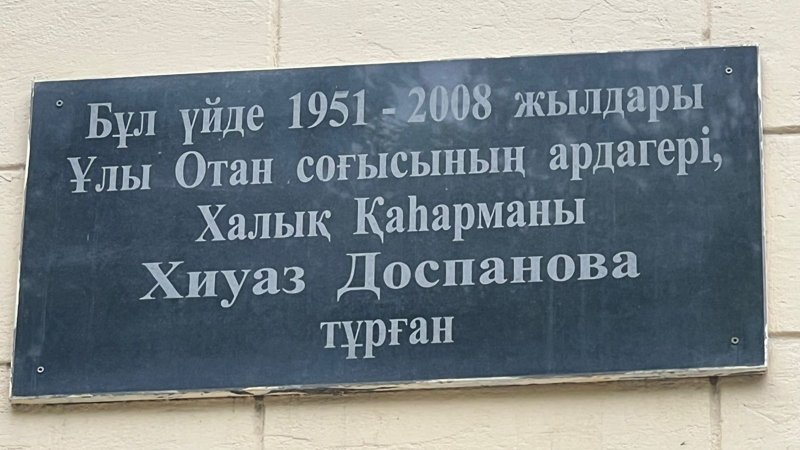 Бұл үйде 1951 - 2008 жылдары
Ұлы Отан соғысының ардагері,
Халық Қаһарманы
Хиуаз Доспанова
тұрған